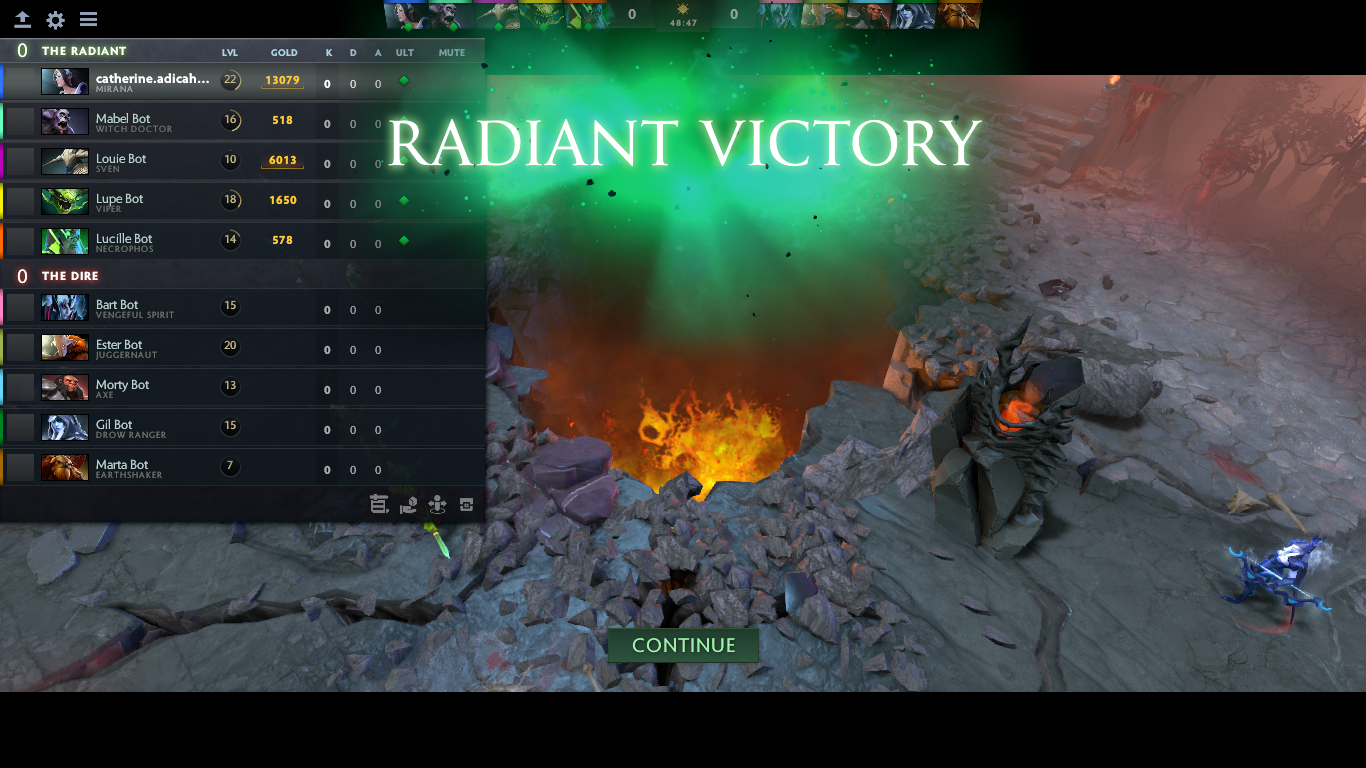 0 48:47 0
0 THE RADIANT LVL GOLD K D A ULT MUTE
catherine.adicah... 22 13079 0 0 0
MIRANA
Mabel Bot 16 518 0 0 0
WITCH DOCTOR
Louie Bot 10 6013 0 0 0
SVEN
Lupe Bot 18 1650 0 0 0
VIPER
Lucille Bot 14 578 0 0 0
NECROPHOS
RADIANT VICTORY
0 THE DIRE
Bart Bot 15 0 0 0
VENGEFUL SPIRIT
Ester Bot 20 0 0 0
JUGGERNAUT
Morty Bot 13 0 0 0
AXE
Gil Bot 15 0 0 0
DROW RANGER
Marta Bot 7 0 0 0
EARTHSHAKER
CONTINUE